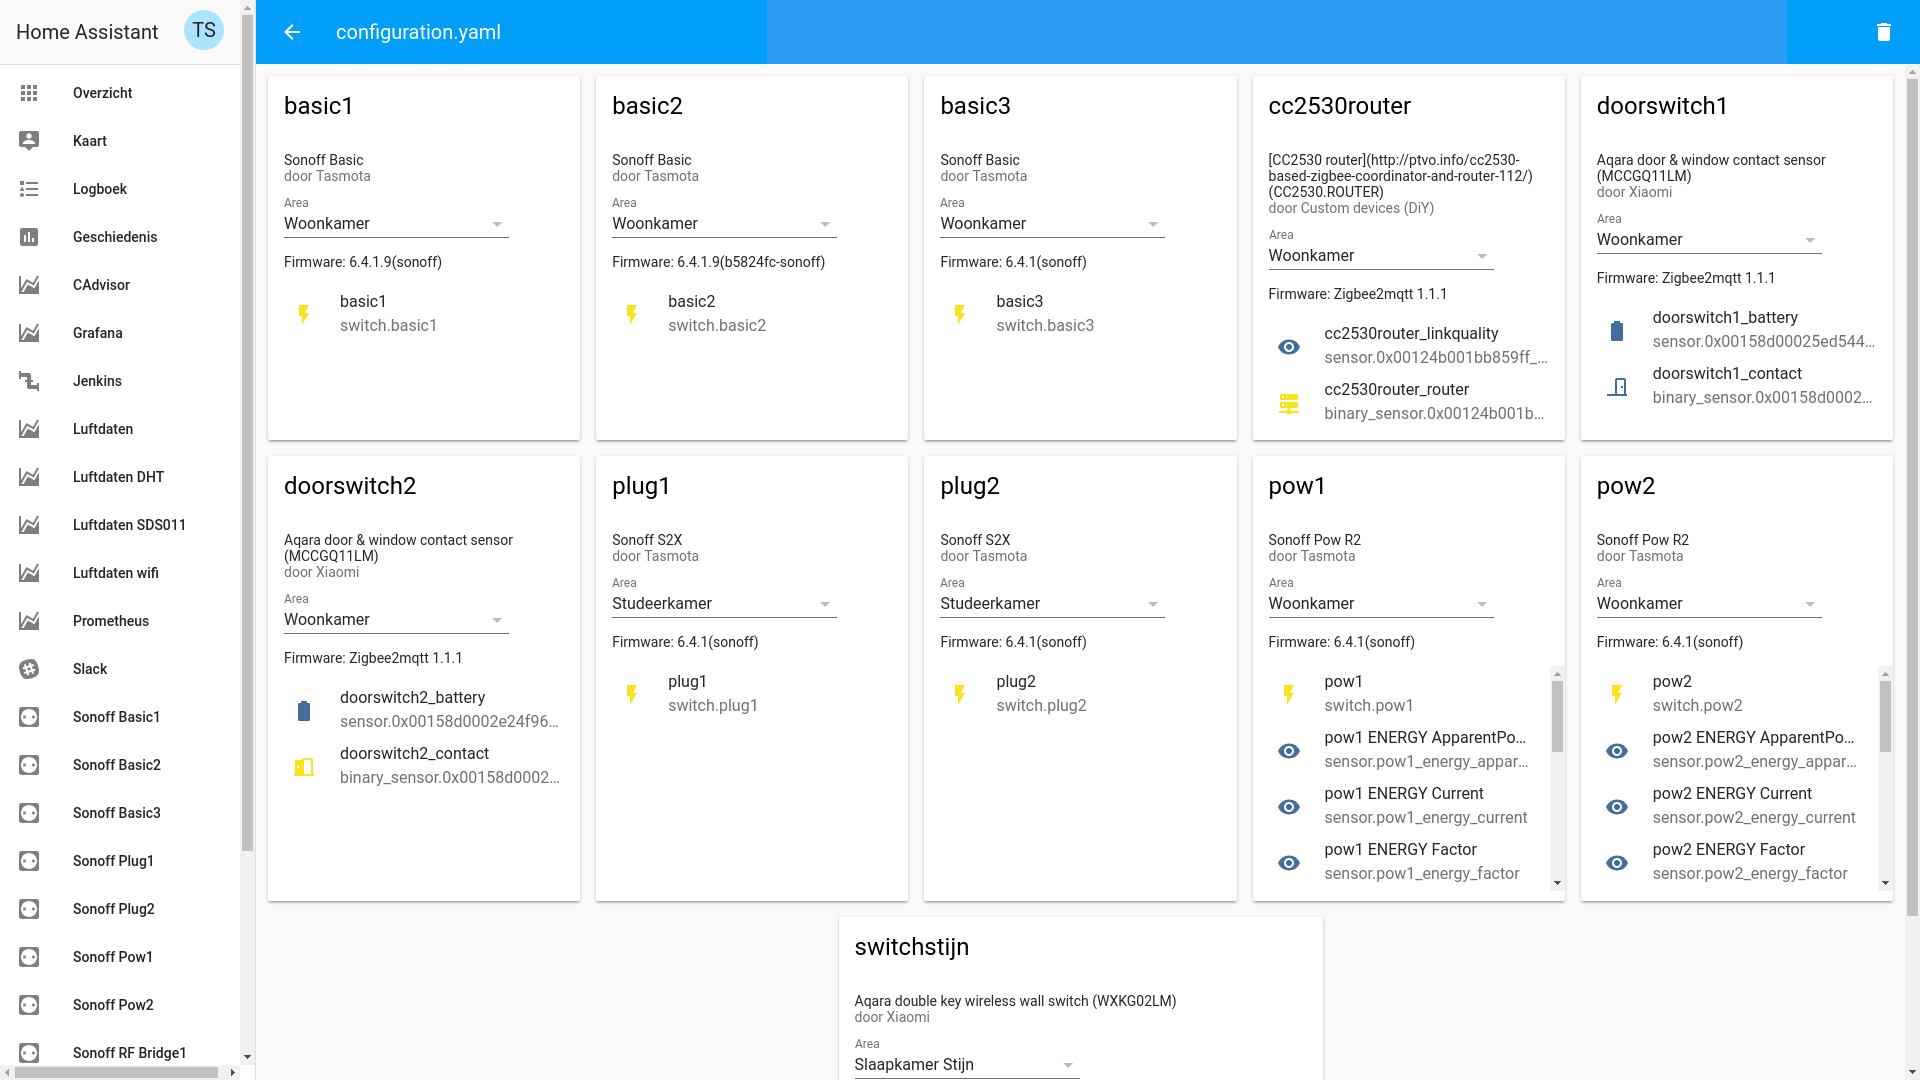 Home Assistant
TS
Overzicht
Kaart
Logboek
Geschiedenis
CAdvisor
Grafana
Jenkins
Luftdaten
Luftdaten DHT
Luftdaten SDS011
Luftdaten wifi
Prometheus
Slack
Sonoff Basic1
Sonoff Basic2
Sonoff Basic3
Sonoff Plug1
Sonoff Plug2
Sonoff Pow1
Sonoff Pow2
Sonoff RF Bridge1
configuration.yaml
basic1
Sonoff Basic
door Tasmota
Area
Woonkamer
Firmware: 6.4.1.9(sonoff)
basic1
switch.basic1
basic2
Sonoff Basic
door Tasmota
Area
Woonkamer
Firmware: 6.4.1.9(b5824fc-sonoff)
basic2
switch.basic2
basic3
Sonoff Basic
door Tasmota
Area
Woonkamer
Firmware: 6.4.1(sonoff)
basic3
switch.basic3
cc2530router
[CC2530 router](http://ptvo.info/cc2530-
based-zigbee-coordinator-and-router-112/)
(CC2530.ROUTER)
door Custom devices (DiY)
Area
Woonkamer
Firmware: Zigbee2mqtt 1.1.1
cc2530router_linkquality
sensor.0x00124b001bb859ff_...
cc2530router_router
binary_sensor.0x00124b001b...
doorswitch1
Aqara door & window contact sensor
(MCCGQ11LM)
door Xiaomi
Area
Woonkamer
Firmware: Zigbee2mqtt 1.1.1
doorswitch1_battery
sensor.0x00158d00025ed544...
doorswitch1_contact
binary_sensor.0x00158d0002...
doorswitch2
Aqara door & window contact sensor
(MCCGQ11LM)
door Xiaomi
Area
Woonkamer
Firmware: Zigbee2mqtt 1.1.1
doorswitch2_battery
sensor.0x00158d0002e24f96...
doorswitch2_contact
binary_sensor.0x00158d0002...
plug1
Sonoff S2X
door Tasmota
Area
Studeerkamer
Firmware: 6.4.1(sonoff)
plug1
switch.plug1
plug2
Sonoff S2X
door Tasmota
Area
Studeerkamer
Firmware: 6.4.1(sonoff)
plug2
switch.plug2
pow1
Sonoff Pow R2
door Tasmota
Area
Woonkamer
Firmware: 6.4.1(sonoff)
pow1
switch.pow1
pow1 ENERGY ApparentPo...
sensor.pow1_energy_appar...
pow1 ENERGY Current
sensor.pow1_energy_current
pow1 ENERGY Factor
sensor.pow1_energy_factor
pow2
Sonoff Pow R2
door Tasmota
Area
Woonkamer
Firmware: 6.4.1(sonoff)
pow2
switch.pow2
pow2 ENERGY ApparentPo...
sensor.pow2_energy_appar...
pow2 ENERGY Current
sensor.pow2_energy_current
pow2 ENERGY Factor
sensor.pow2_energy_factor
switchstijn
Aqara double key wireless wall switch (WXKG02LM)
door Xiaomi
Area
Slaapkamer Stijn